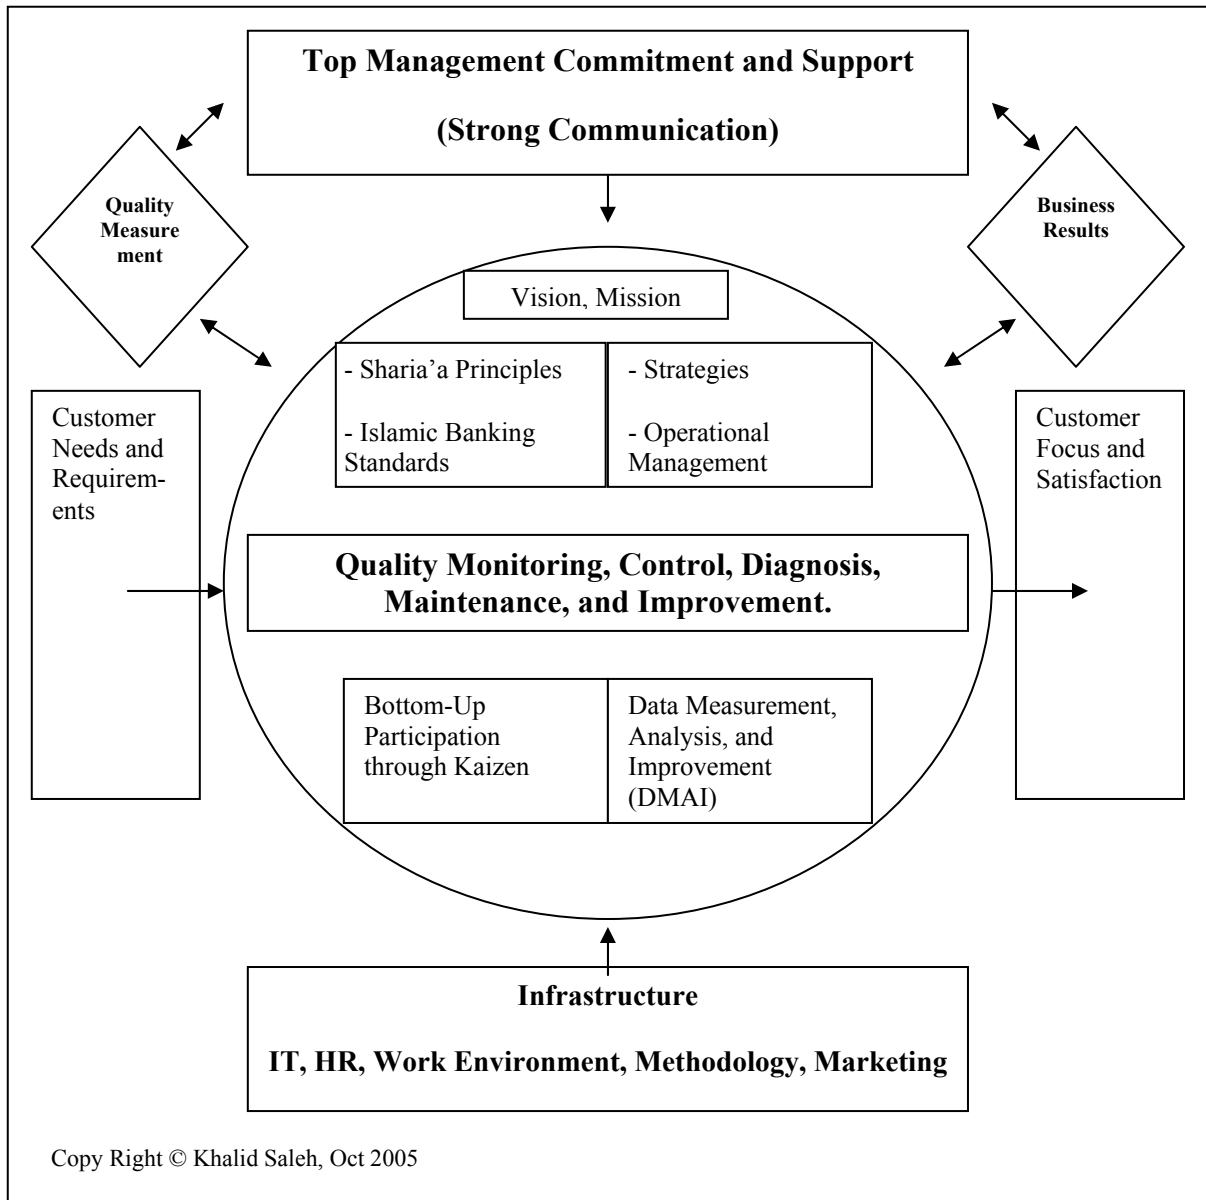 Top Management Commitment and Support
(Strong Communication)
Quality
Measure
ment
Business
Results
Vision, Mission
- Sharia’a Principles
- Islamic Banking
Standards
- Strategies
- Operational
Management
Customer
Needs and
Requirem-
ents
Customer
Focus and
Satisfaction
Quality Monitoring, Control, Diagnosis,
Maintenance, and Improvement.
Bottom-Up
Participation
through Kaizen
Data Measurement,
Analysis, and
Improvement
(DMAI)
Infrastructure
IT, HR, Work Environment, Methodology, Marketing
Copy Right © Khalid Saleh, Oct 2005